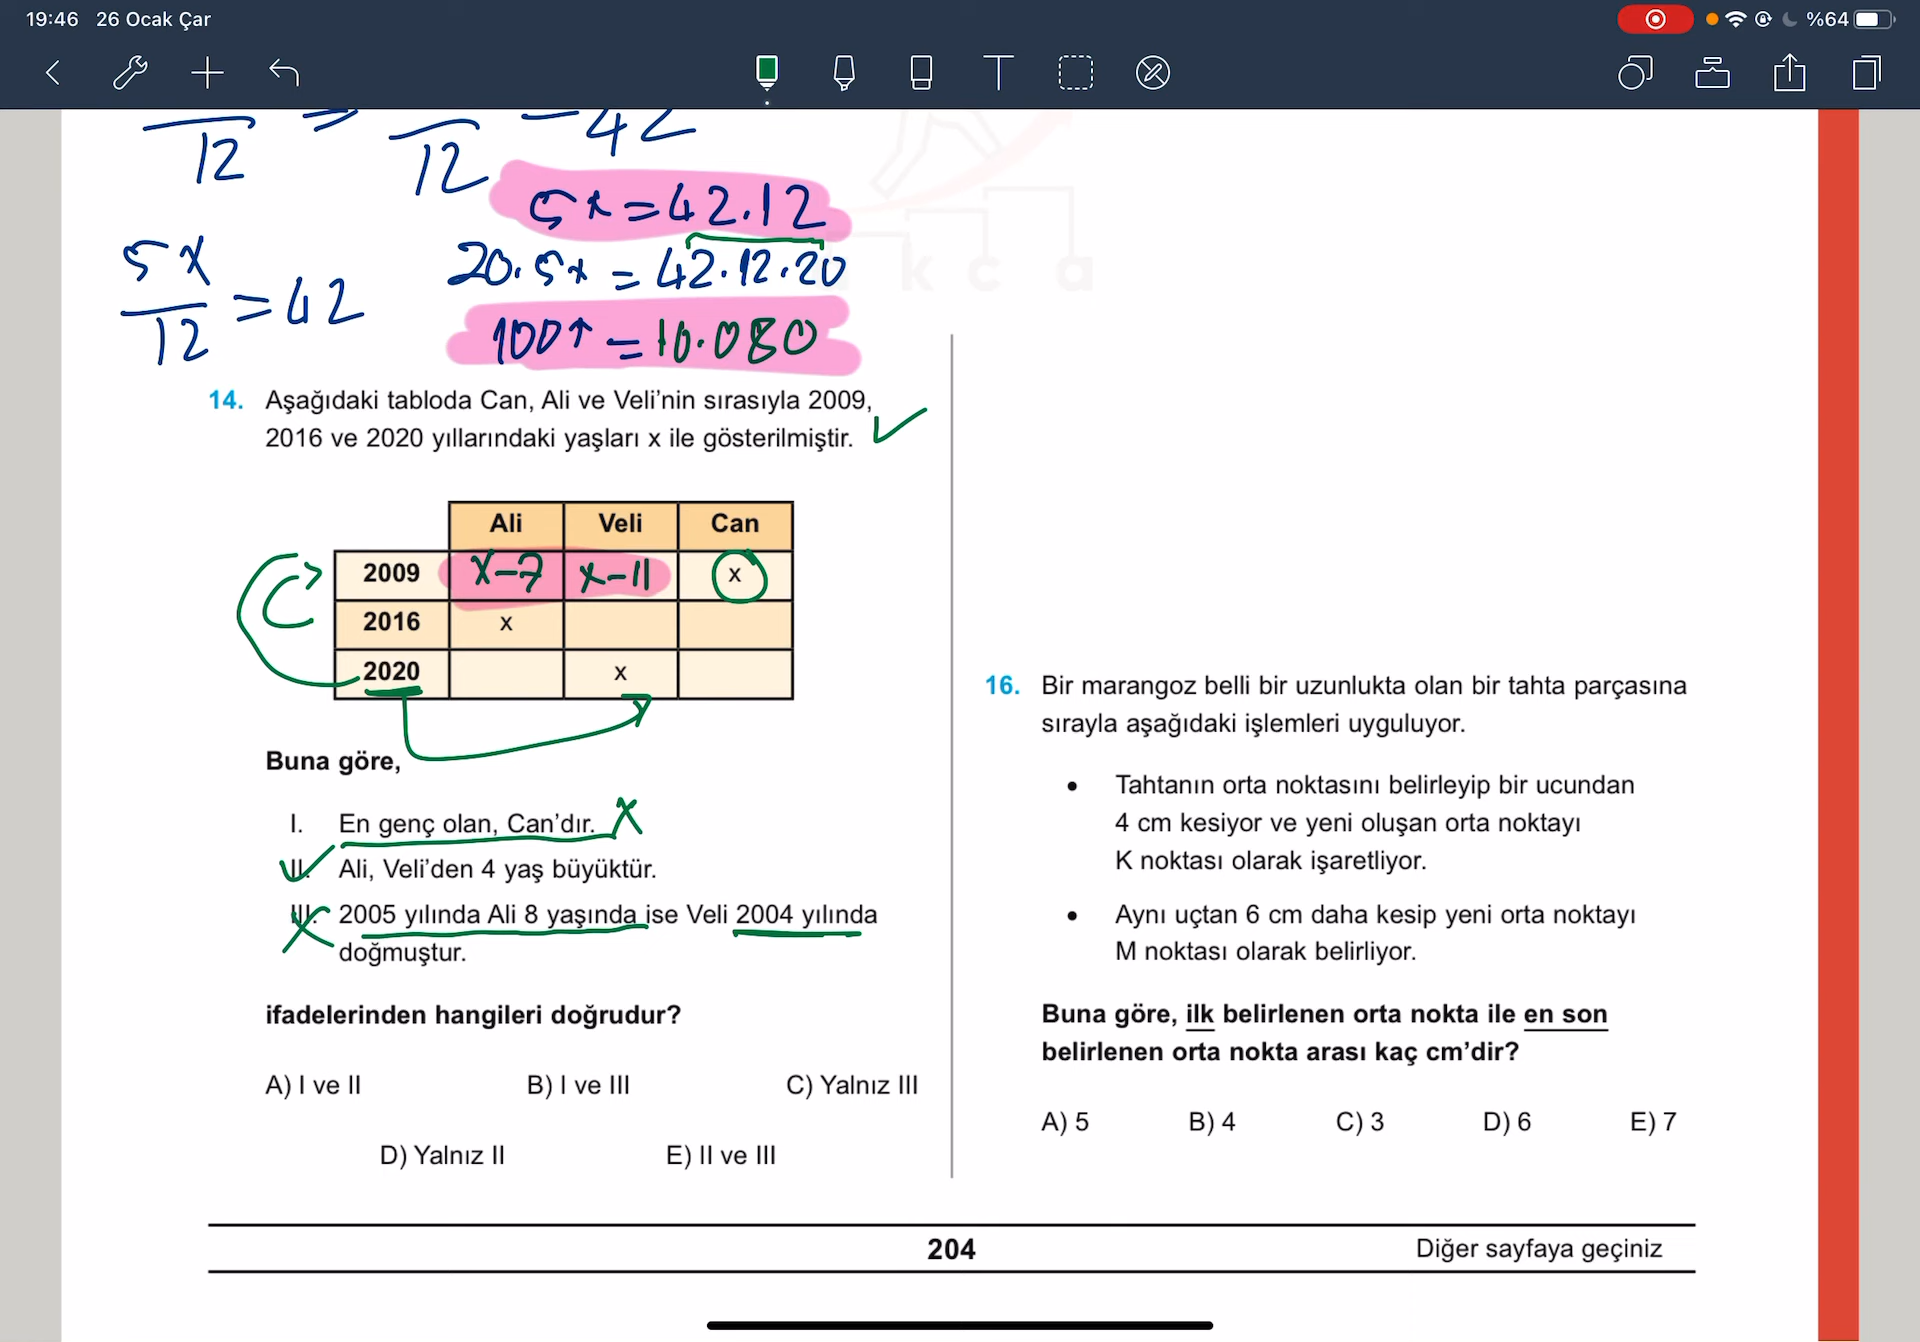 19:46 26 Ocak Çar
%64
12
12
= 42
5x = 42.12
5x
12
= 42
20.5x = 42.12.20
100x = 10.080
k c a
14. Aşağıdaki tabloda Can, Ali ve Veli’nin sırasıyla 2009,
2016 ve 2020 yıllarındaki yaşları x ile gösterilmiştir.
Ali Veli Can
2009 x-7 x-11 x
2016 x
2020 x
Buna göre,
I. En genç olan, Can’dır.
II. Ali, Veli’den 4 yaş büyüktür.
III. 2005 yılında Ali 8 yaşında ise Veli 2004 yılında
doğmuştur.
ifadelerinden hangileri doğrudur?
A) I ve II B) I ve III C) Yalnız III
D) Yalnız II E) II ve III
16. Bir marangoz belli bir uzunlukta olan bir tahta parçasına
sırayla aşağıdaki işlemleri uyguluyor.
• Tahtanın orta noktasını belirleyip bir ucundan
4 cm kesiyor ve yeni oluşan orta noktayı
K noktası olarak işaretliyor.
• Aynı uçtan 6 cm daha kesip yeni orta noktayı
M noktası olarak belirliyor.
Buna göre, ilk belirlenen orta nokta ile en son
belirlenen orta nokta arası kaç cm’dir?
A) 5 B) 4 C) 3 D) 6 E) 7
204
Diğer sayfaya geçiniz